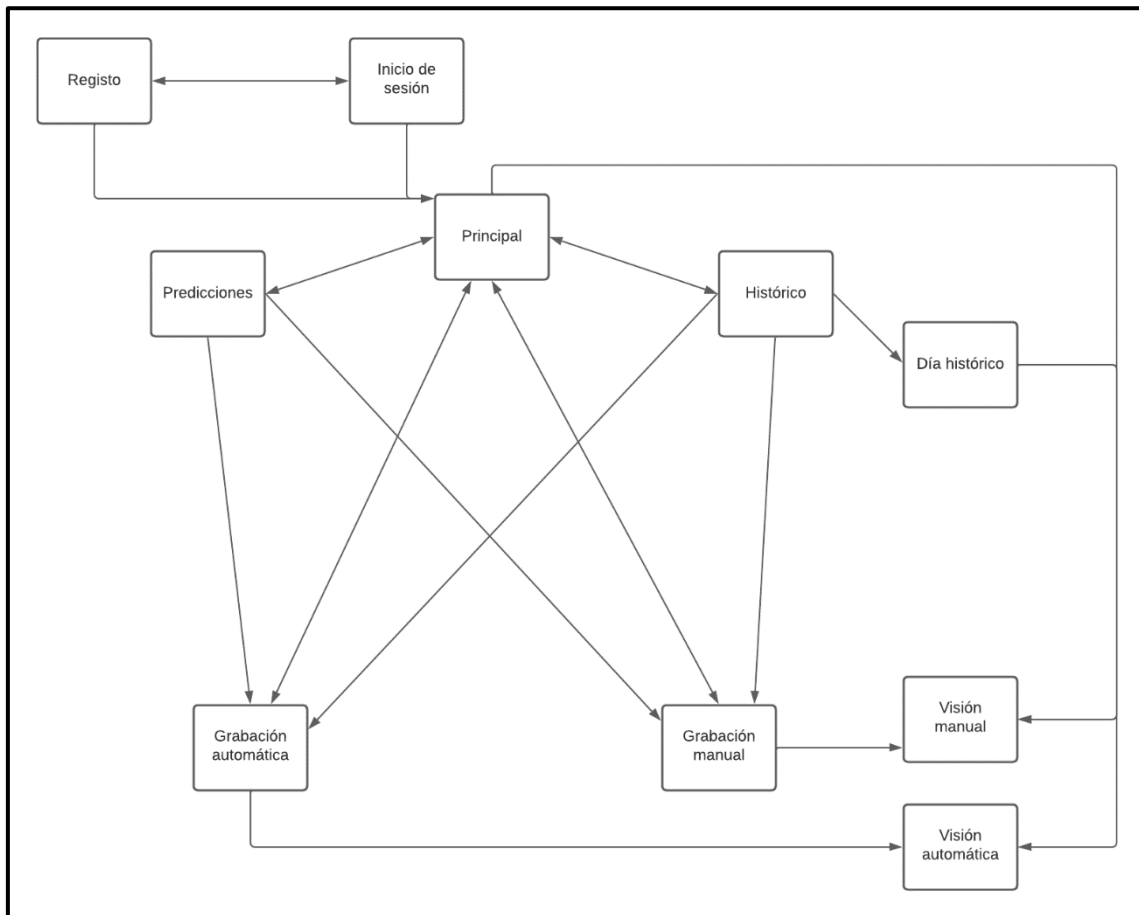 Registo
Inicio de
sesión
Principal
Predicciones
Histórico
Día histórico
Grabación
automática
Grabación
manual
Visión
manual
Visión
automática